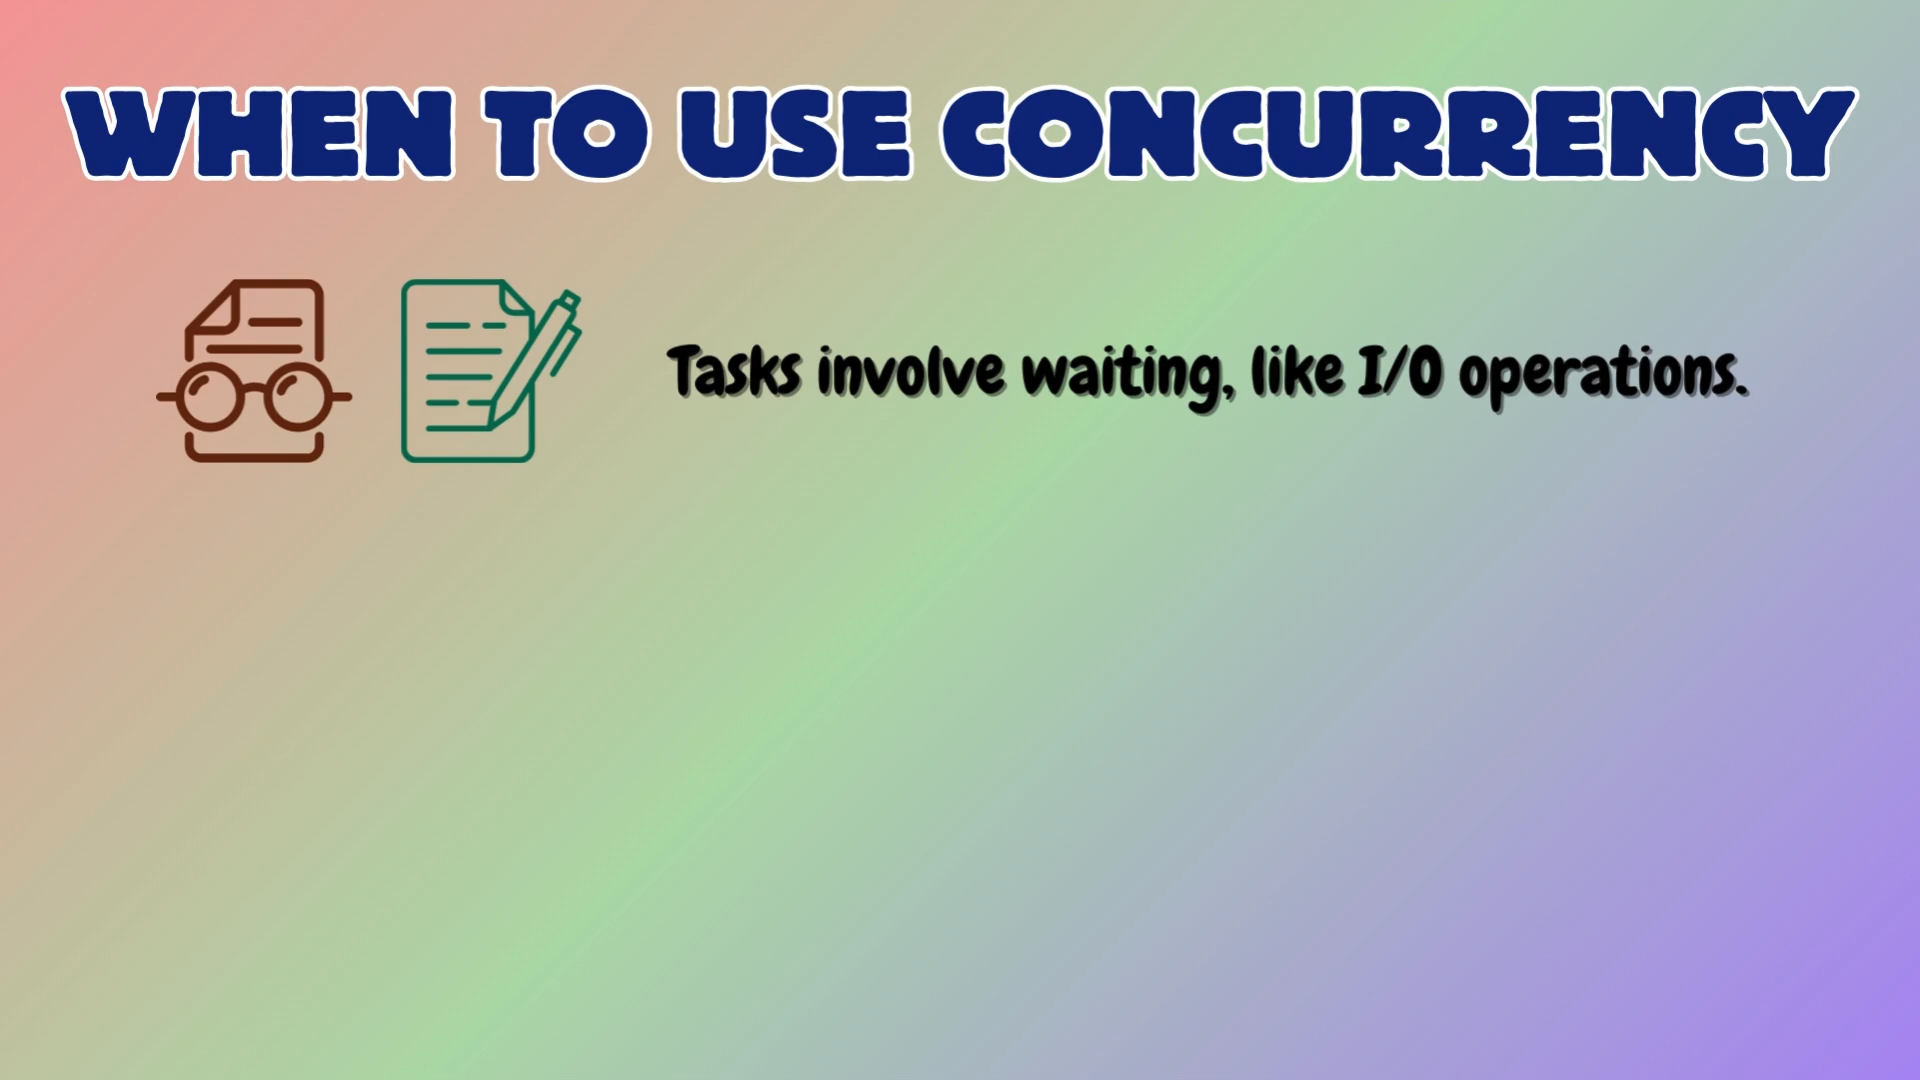 WHEN TO USE CONCURRENCY
Tasks involve waiting, like I/O operations.